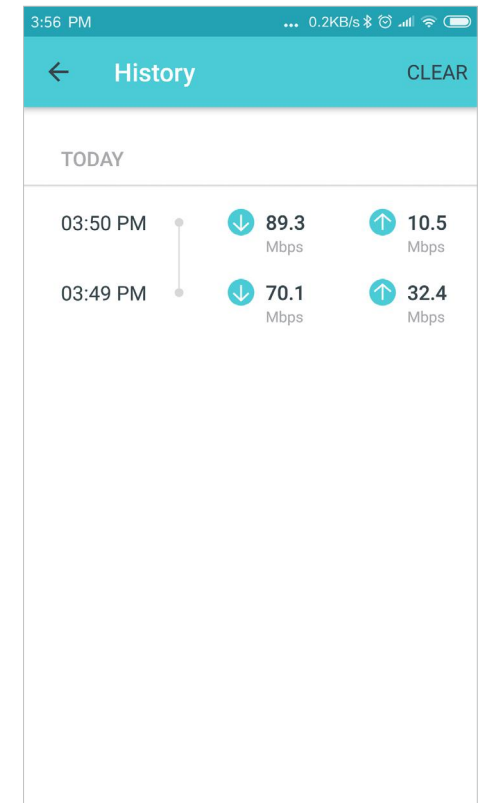 3:56 PM ... 0.2KB/s
History CLEAR
TODAY
03:50 PM 89.3 10.5
Mbps Mbps
03:49 PM 70.1 32.4
Mbps Mbps